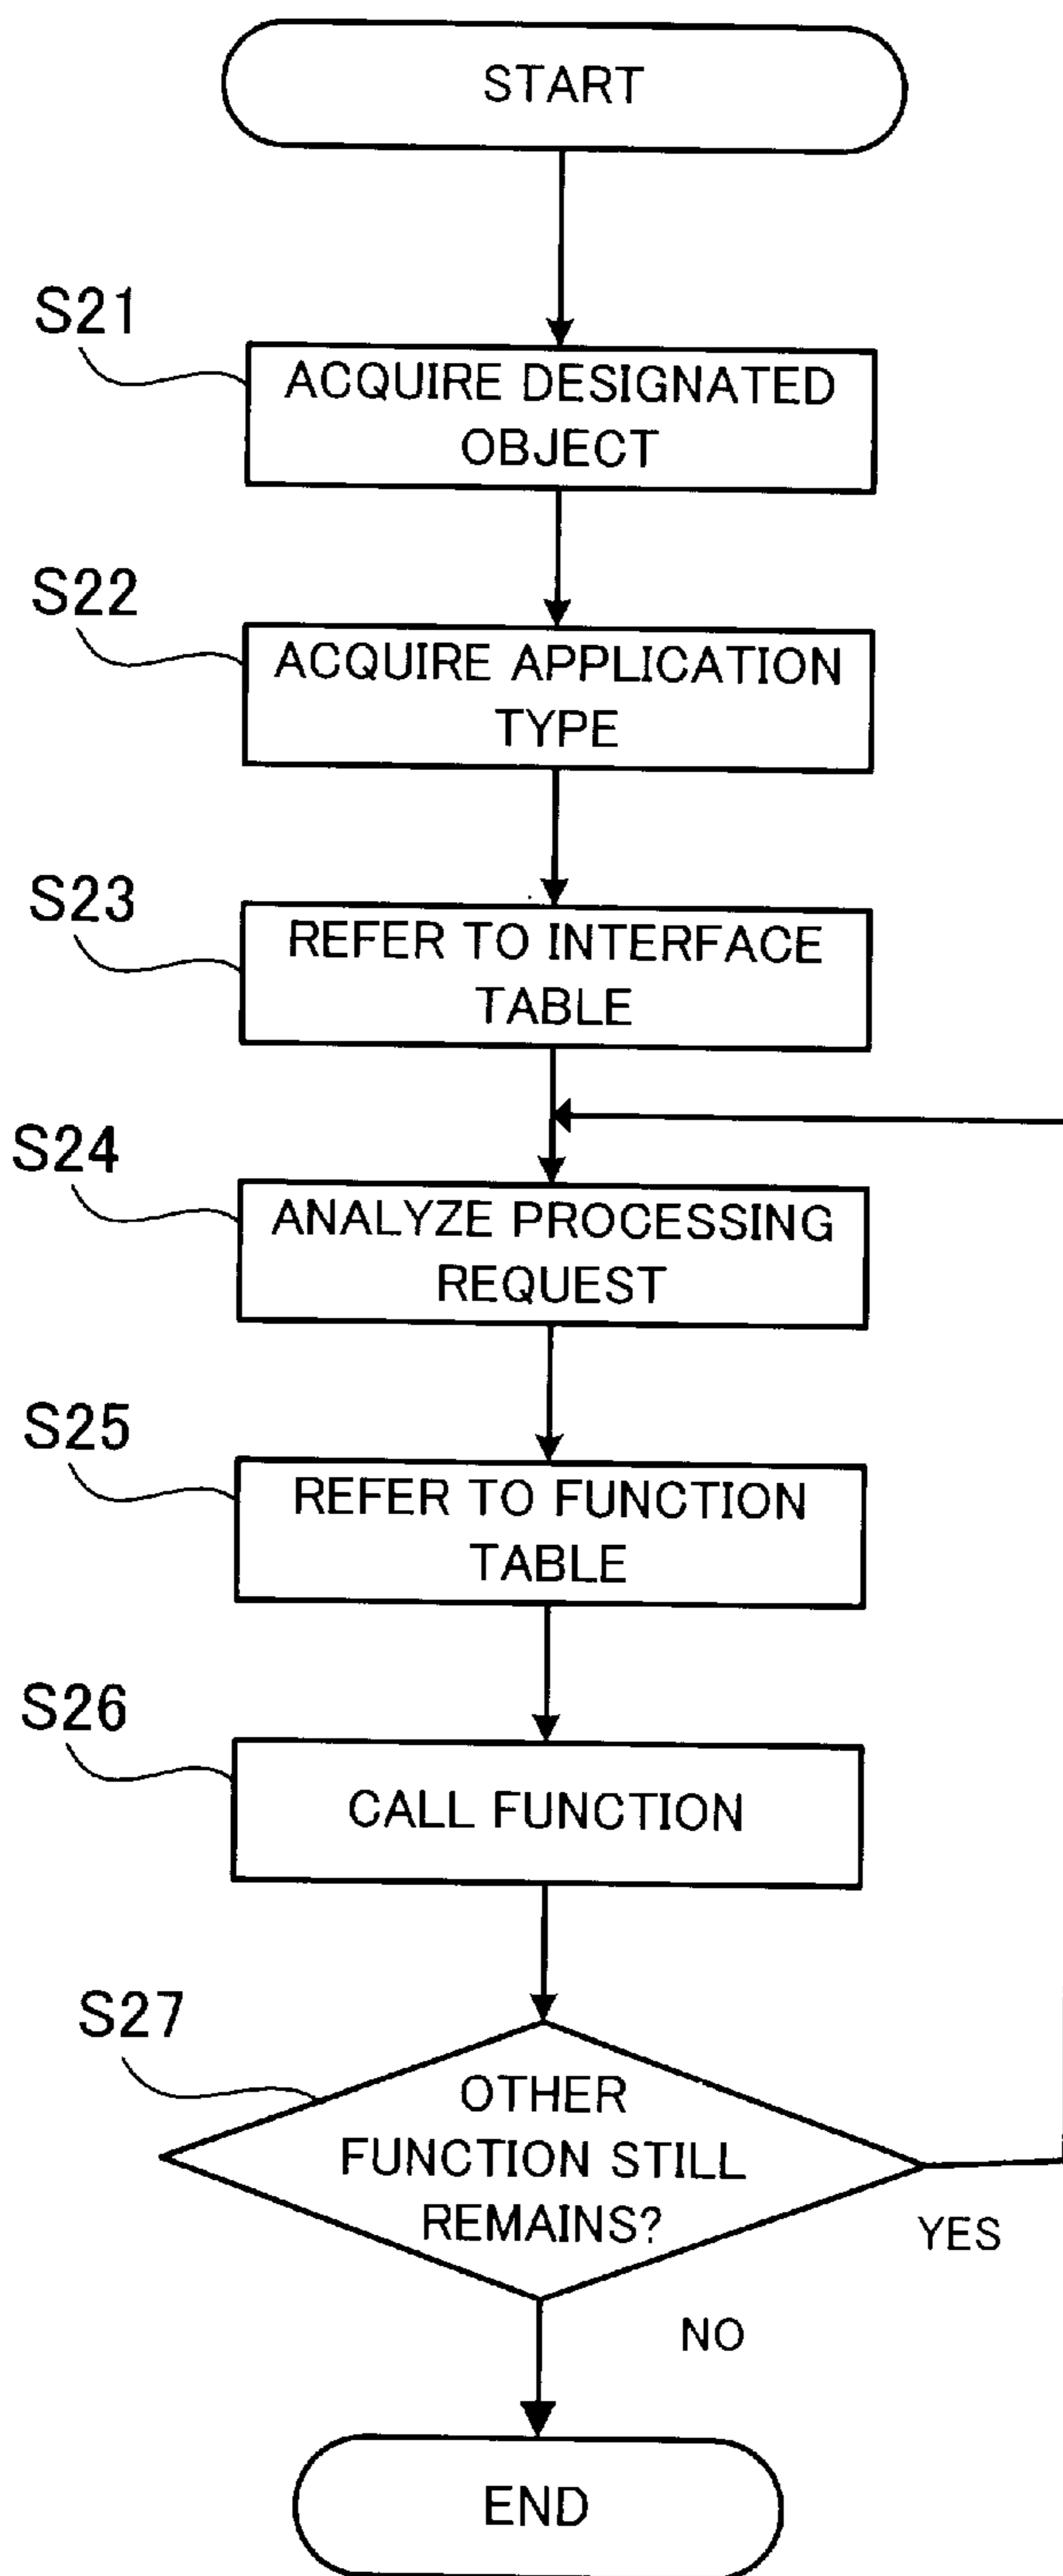 START
S21
ACQUIRE DESIGNATED
OBJECT
S22
ACQUIRE APPLICATION
TYPE
S23
REFER TO INTERFACE
TABLE
S24
ANALYZE PROCESSING
REQUEST
S25
REFER TO FUNCTION
TABLE
S26
CALL FUNCTION
S27
OTHER
FUNCTION STILL
REMAINS?
YES
NO
END